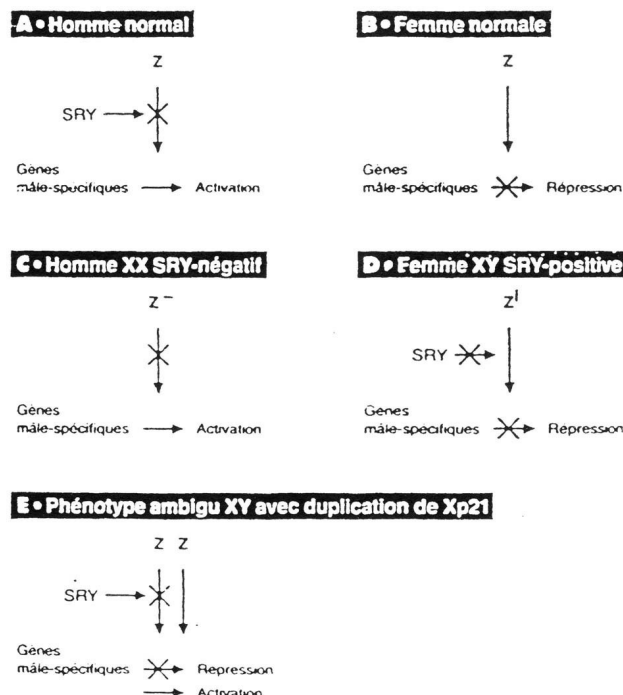 A • Homme normal
Z
SRY
Gènes
mâle-spécifiques
Activation
B • Femme normale
Z
Gènes
mâle-spécifiques
Répression
C • Homme XX SRY-négatif
Z⁻
Gènes
mâle-spécifiques
Activation
D • Femme XY SRY-positive
Zᴵ
SRY
Gènes
mâle-spécifiques
Répression
E • Phénotype ambigu XY avec duplication de Xp21
Z Z
SRY
Gènes
mâle-spécifiques
Répression
Activation